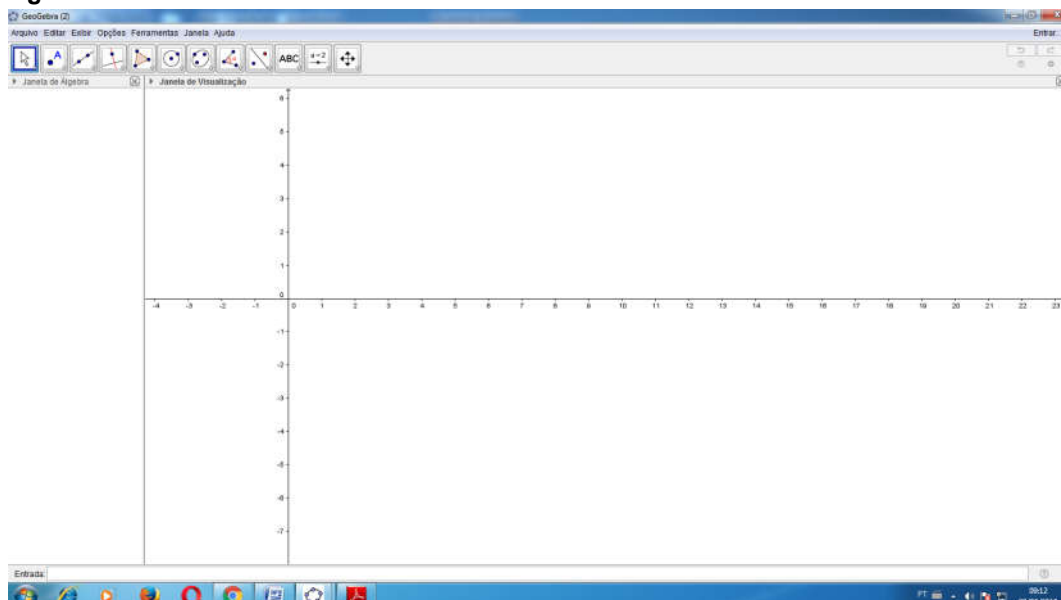 GeoGebra (2)
Arquivo Editar Exibir Opções Ferramentas Janela Ajuda
Entrar...
A
ABC
a=2
Janela de Álgebra
Janela de Visualização
6
5
4
3
2
1
0
-4 -3 -2 -1 0 1 2 3 4 5 6 7 8 9 10 11 12 13 14 15 16 17 18 19 20 21 22 23
-1
-2
-3
-4
-5
-6
-7
Entrada:
PT
09:12